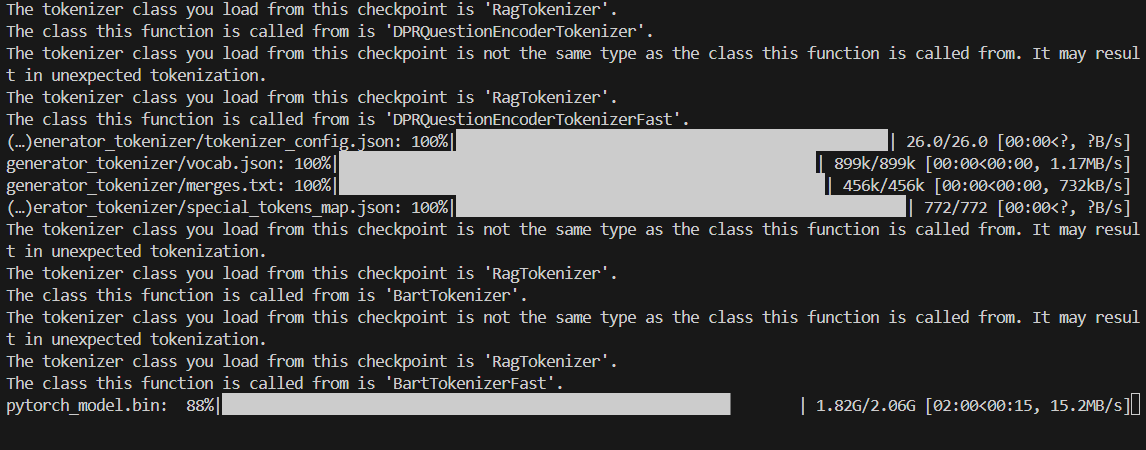 The tokenizer class you load from this checkpoint is 'RagTokenizer'.
The class this function is called from is 'DPRQuestionEncoderTokenizer'.
The tokenizer class you load from this checkpoint is not the same type as the class this function is called from. It may resul
t in unexpected tokenization.
The tokenizer class you load from this checkpoint is 'RagTokenizer'.
The class this function is called from is 'DPRQuestionEncoderTokenizerFast'.
(…)enerator_tokenizer/tokenizer_config.json: 100%| | 26.0/26.0 [00:00<?, ?B/s]
generator_tokenizer/vocab.json: 100%| | 899k/899k [00:00<00:00, 1.17MB/s]
generator_tokenizer/merges.txt: 100%| | 456k/456k [00:00<00:00, 732kB/s]
(…)erator_tokenizer/special_tokens_map.json: 100%| | 772/772 [00:00<?, ?B/s]
The tokenizer class you load from this checkpoint is not the same type as the class this function is called from. It may resul
t in unexpected tokenization.
The tokenizer class you load from this checkpoint is 'RagTokenizer'.
The class this function is called from is 'BartTokenizer'.
The tokenizer class you load from this checkpoint is not the same type as the class this function is called from. It may resul
t in unexpected tokenization.
The tokenizer class you load from this checkpoint is 'RagTokenizer'.
The class this function is called from is 'BartTokenizerFast'.
pytorch_model.bin:  88%| | 1.82G/2.06G [02:00<00:15, 15.2MB/s]